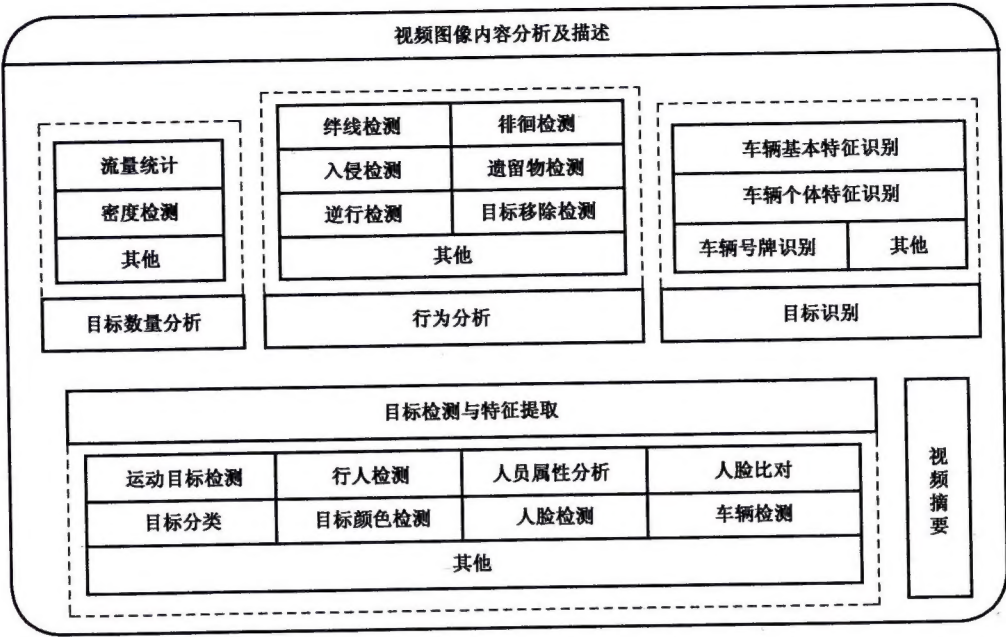 视频图像内容分析及描述
流量统计
密度检测
其他
目标数量分析
绊线检测 徘徊检测
入侵检测 遗留物检测
逆行检测 目标移除检测
其他
行为分析
车辆基本特征识别
车辆个体特征识别
车辆号牌识别 其他
目标识别
目标检测与特征提取
运动目标检测 行人检测 人员属性分析 人脸比对
目标分类 目标颜色检测 人脸检测 车辆检测
其他
视频摘要